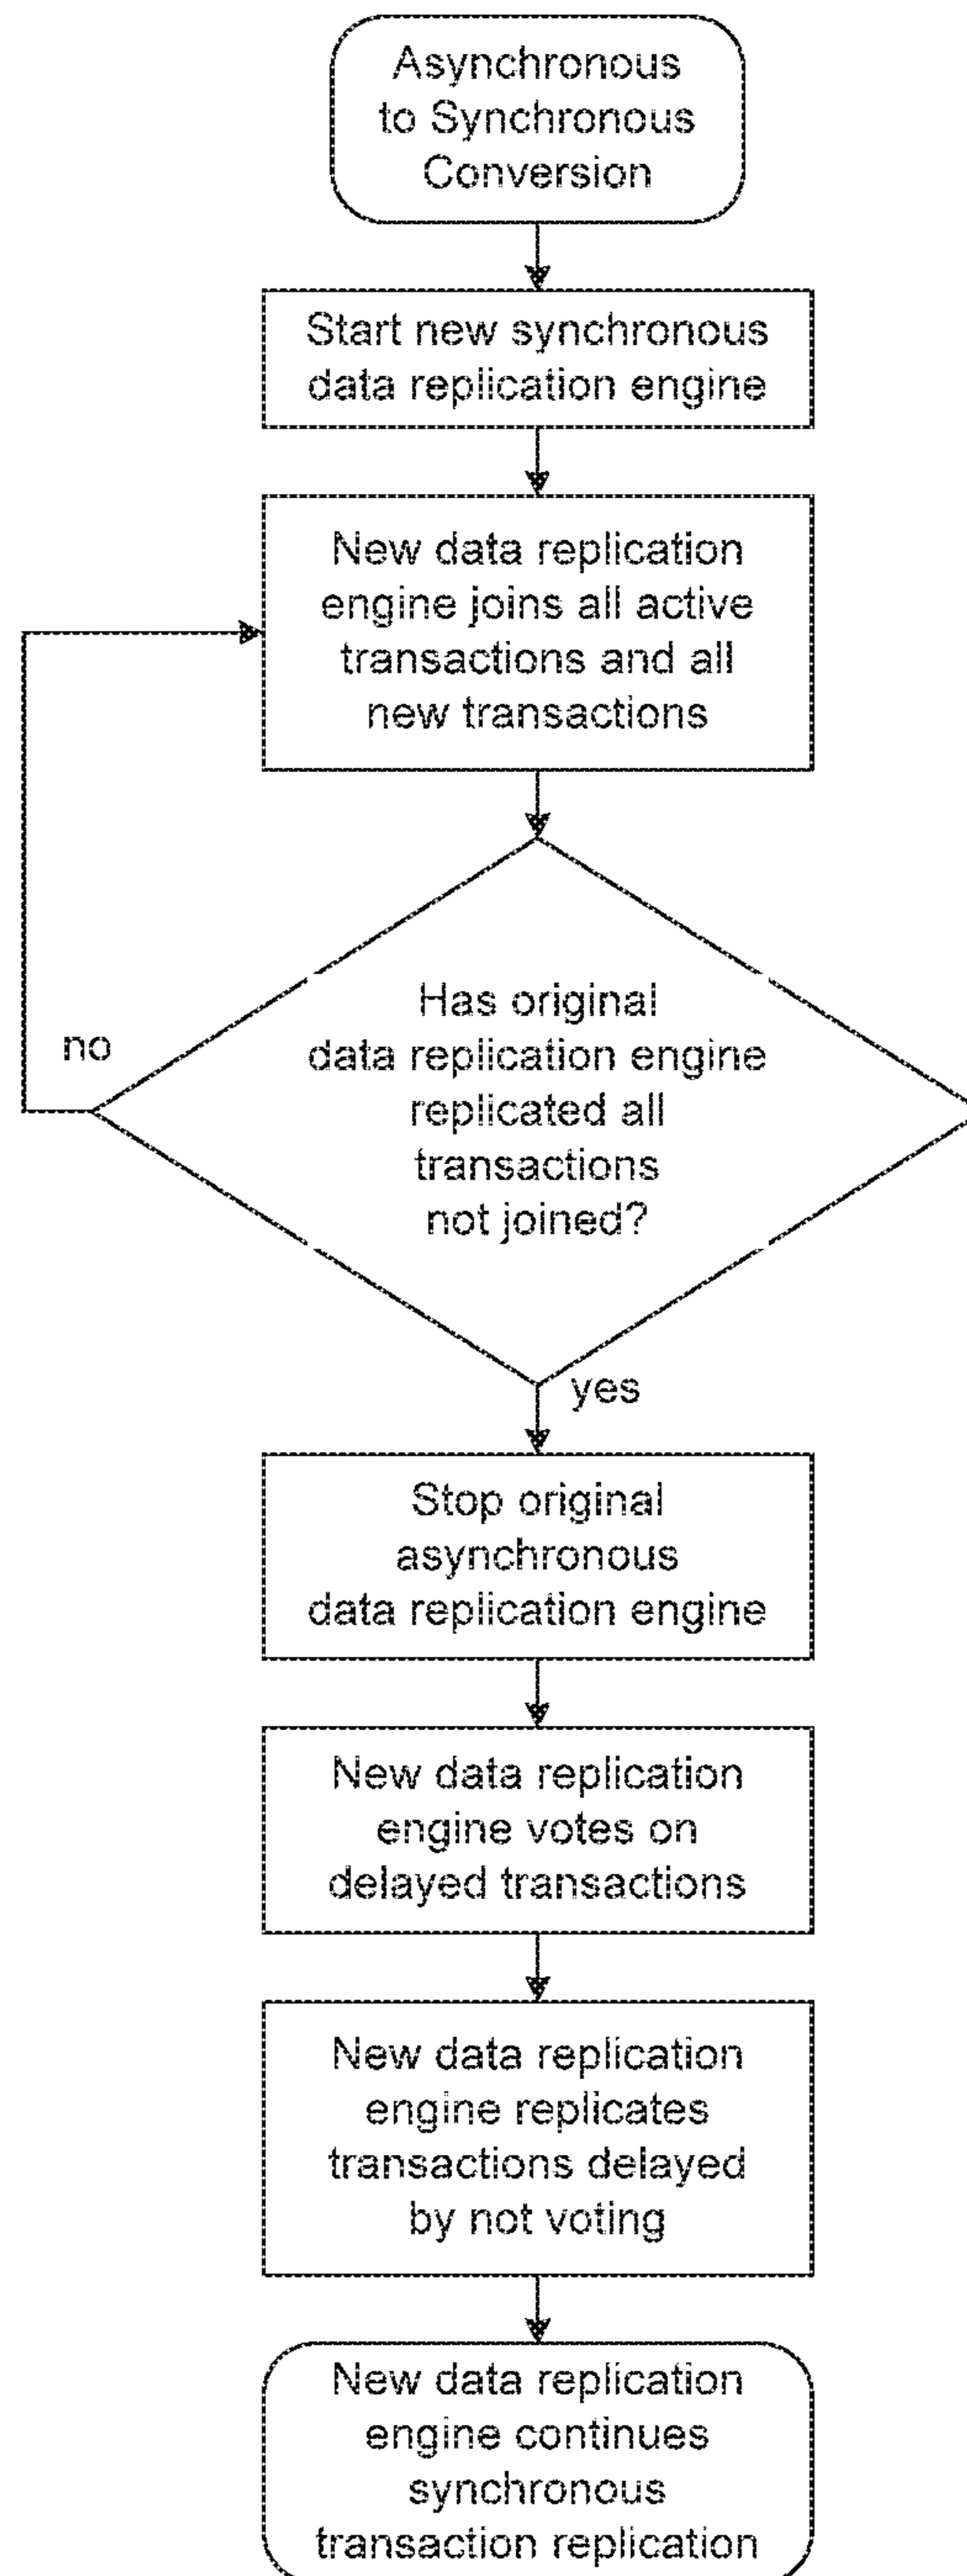 Asynchronous
to Synchronous
Conversion
Start new synchronous
data replication engine
New data replication
engine joins all active
transactions and all
new transactions
no
Has original
data replication engine
replicated all
transactions
not joined?
yes
Stop original
asynchronous
data replication engine
New data replication
engine votes on
delayed transactions
New data replication
engine replicates
transactions delayed
by not voting
New data replication
engine continues
synchronous
transaction replication